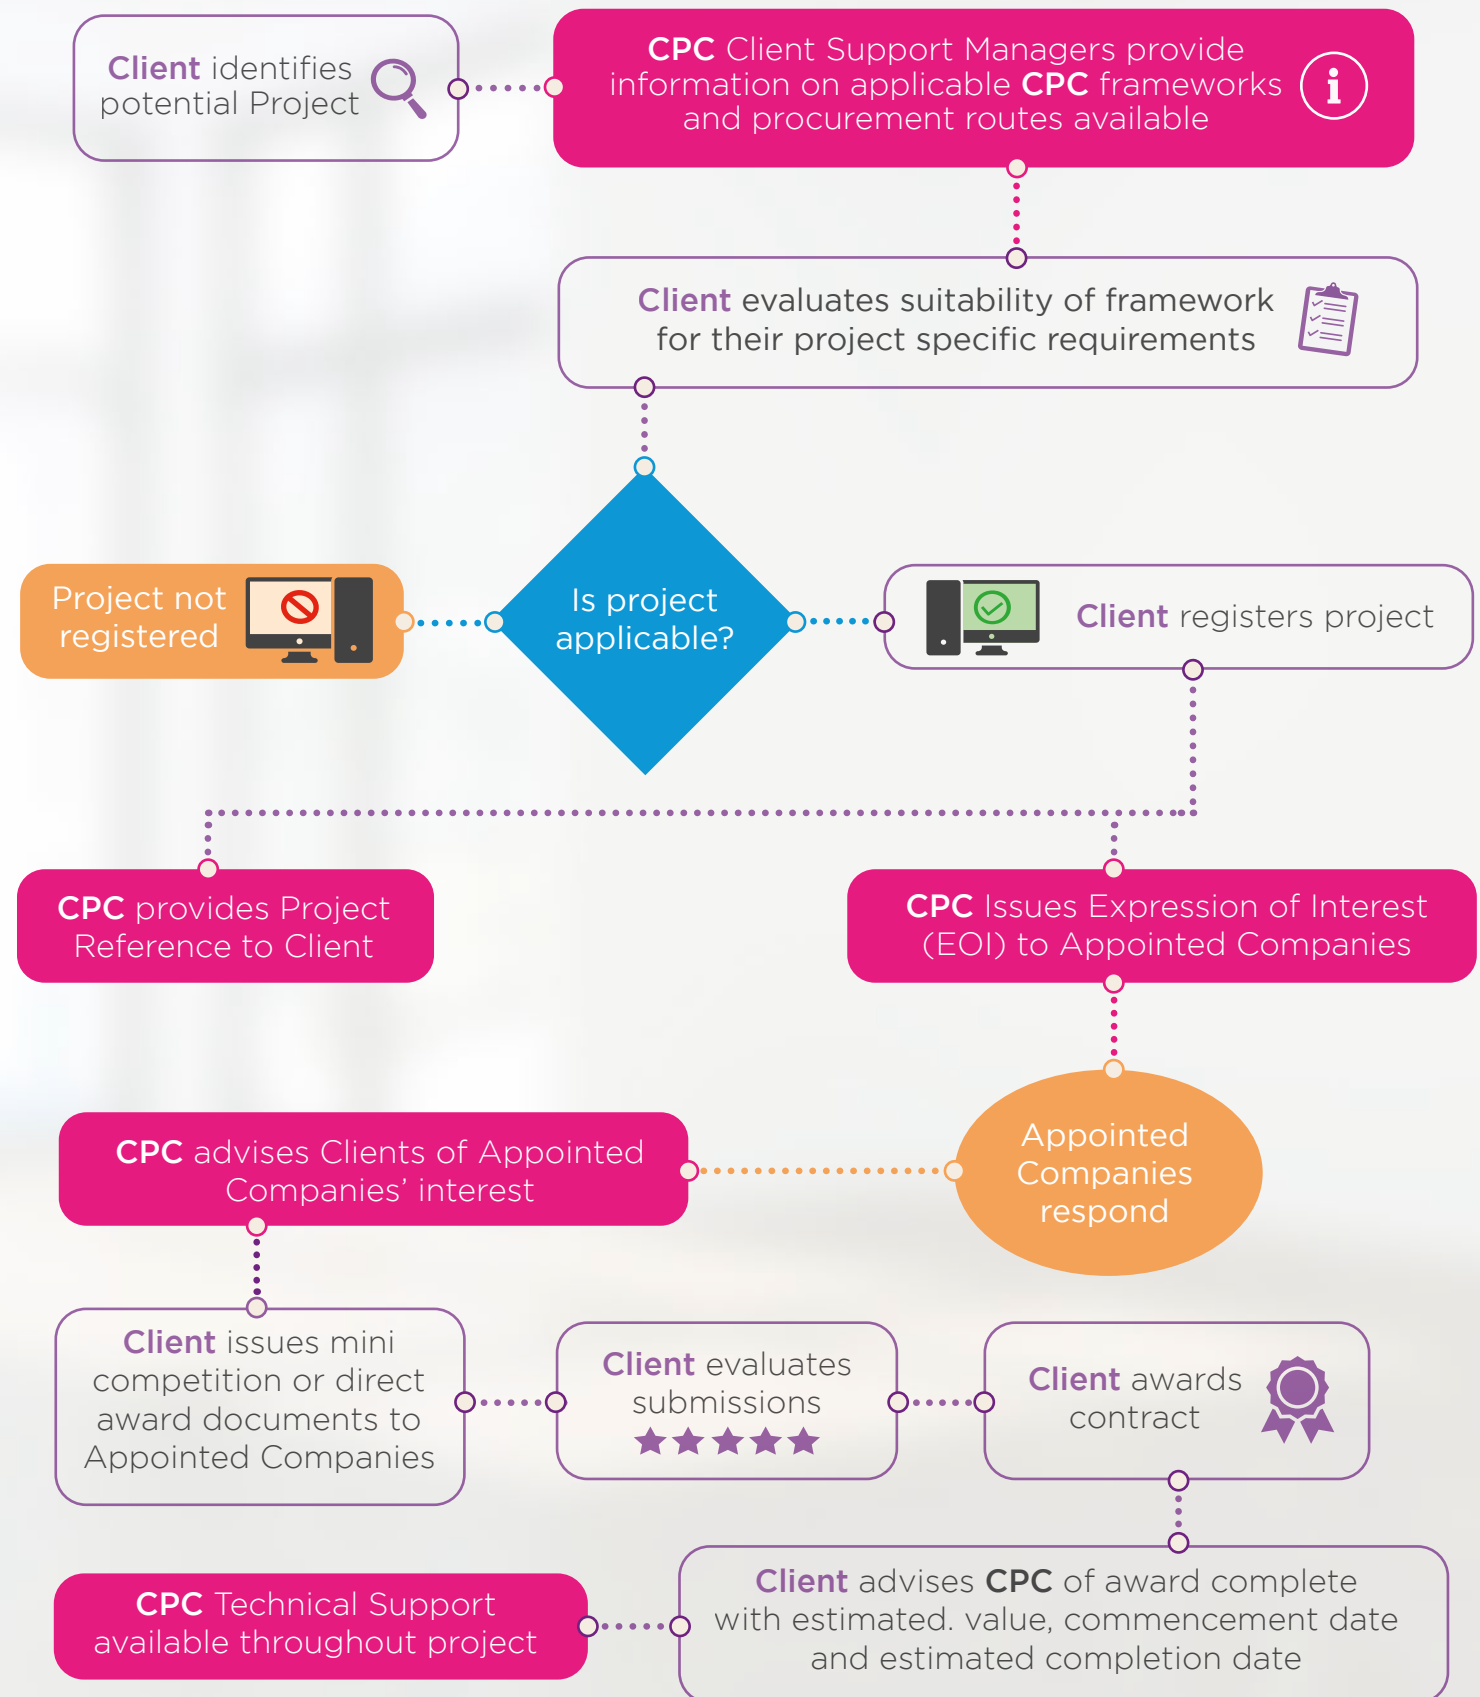 Client identifies
potential Project
CPC Client Support Managers provide
information on applicable CPC frameworks
and procurement routes available
i
Client evaluates suitability of framework
for their project specific requirements
Is project
applicable?
Project not
registered
Client registers project
CPC provides Project
Reference to Client
CPC Issues Expression of Interest
(EOI) to Appointed Companies
Appointed
Companies
respond
CPC advises Clients of Appointed
Companies’ interest
Client issues mini
competition or direct
award documents to
Appointed Companies
Client evaluates
submissions
Client awards
contract
Client advises CPC of award complete
with estimated. value, commencement date
and estimated completion date
CPC Technical Support
available throughout project